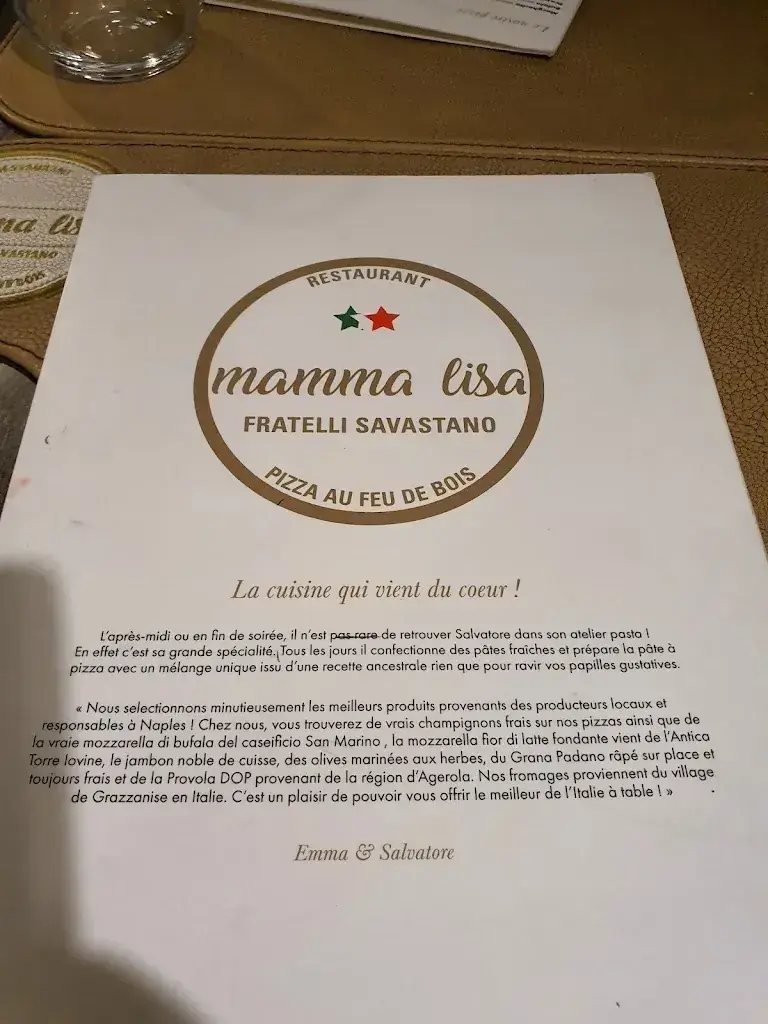 Le nostre pizze
na lis
SAVASTANO
RESTAURANT
mamma lisa
FRATELLI SAVASTANO
PIZZA AU FEU DE BOIS
La cuisine qui vient du coeur !
L'après-midi ou en fin de soirée, il n'est pas rare de retrouver Salvatore dans son atelier pasta !
En effet c'est sa grande spécialité. Tous les jours il confectionne des pâtes fraîches et prépare la pâte à
pizza avec un mélange unique issu d'une recette ancestrale rien que pour ravir vos papilles gustatives.
« Nous selectionnons minutieusement les meilleurs produits provenants des producteurs locaux et
responsables à Naples ! Chez nous, vous trouverez de vrais champignons frais sur nos pizzas ainsi que de
la vraie mozzarella di bufala del caseificio San Marino , la mozzarella fior di latte fondante vient de l'Antica
Torre Iovine, le jambon noble de cuisse, des olives marinées aux herbes, du Grana Padano râpé sur place et
toujours frais et de la Provola DOP provenant de la région d'Agerola. Nos fromages proviennent du village
de Grazzanise en Italie. C'est un plaisir de pouvoir vous offrir le meilleur de l'Italie à table ! »
Emma & Salvatore